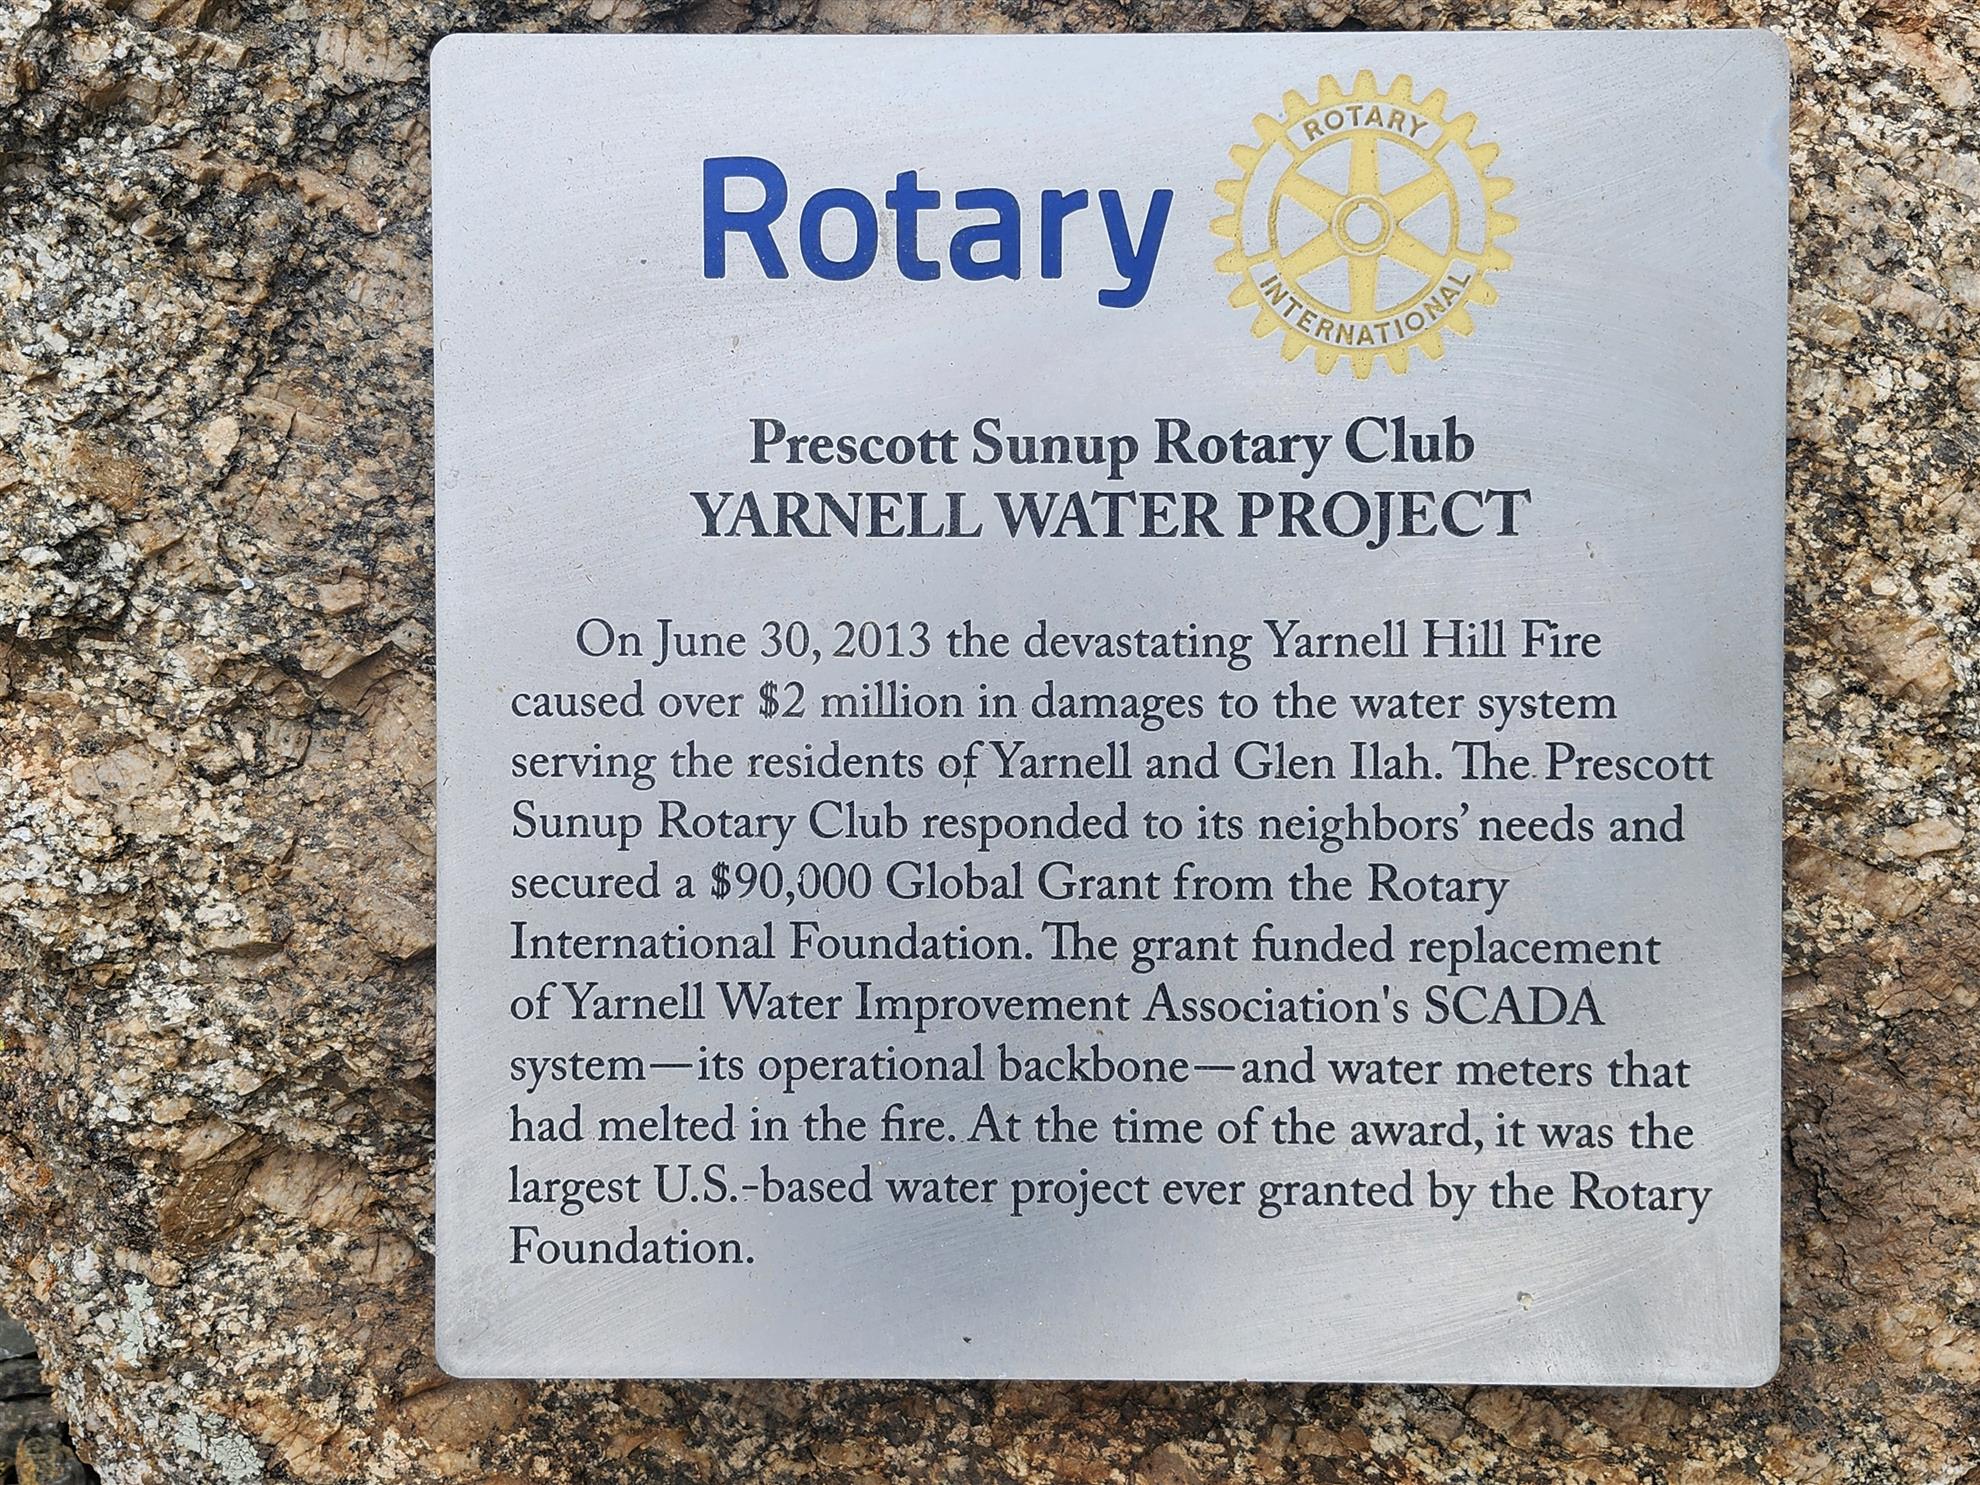 Rotary
ROTARY
INTERNATIONAL
Prescott Sunup Rotary Club
YARNELL WATER PROJECT
On June 30, 2013 the devastating Yarnell Hill Fire
caused over $2 million in damages to the water system
serving the residents of Yarnell and Glen Ilah. The Prescott
Sunup Rotary Club responded to its neighbors’ needs and
secured a $90,000 Global Grant from the Rotary
International Foundation. The grant funded replacement
of Yarnell Water Improvement Association's SCADA
system—its operational backbone—and water meters that
had melted in the fire. At the time of the award, it was the
largest U.S.-based water project ever granted by the Rotary
Foundation.